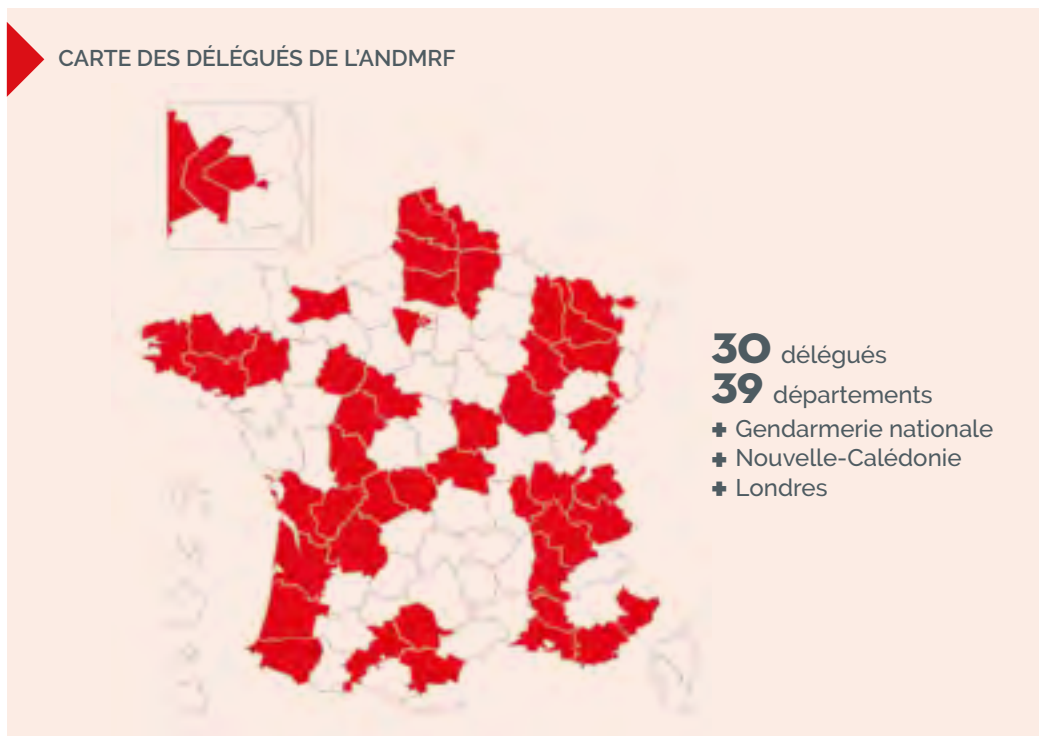 CARTE DES DÉLÉGUÉS DE L'ANDMRF
30 délégués
39 départements
+ Gendarmerie nationale
+ Nouvelle-Calédonie
+ Londres